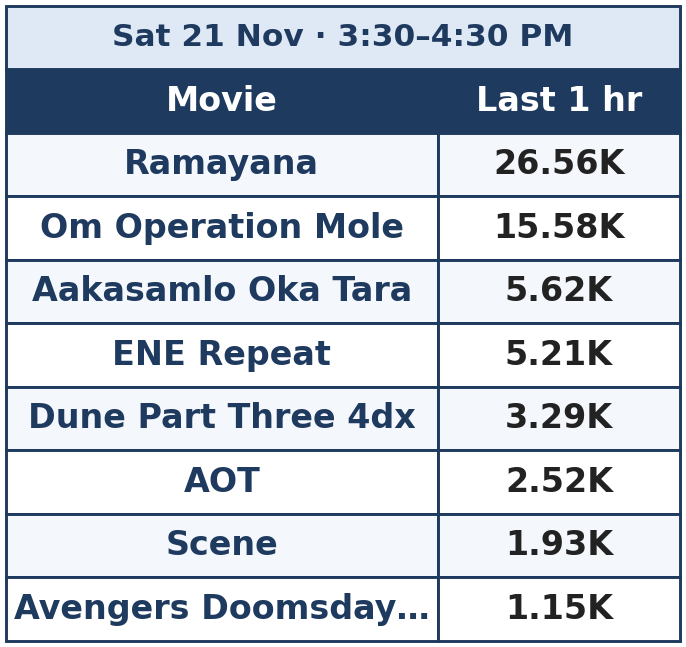 Sat 21 Nov · 3:30–4:30 PM
Movie Last 1 hr
Ramayana 26.56K
Om Operation Mole 15.58K
Aakasamlo Oka Tara 5.62K
ENE Repeat 5.21K
Dune Part Three 4dx 3.29K
AOT 2.52K
Scene 1.93K
Avengers Doomsday... 1.15K